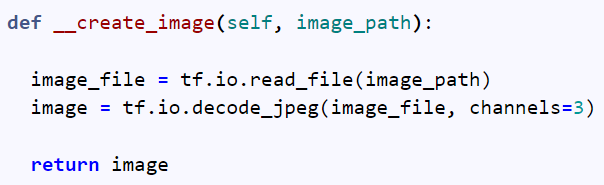 def __create_image(self, image_path):
image_file = tf.io.read_file(image_path)
image = tf.io.decode_jpeg(image_file, channels=3)
return image